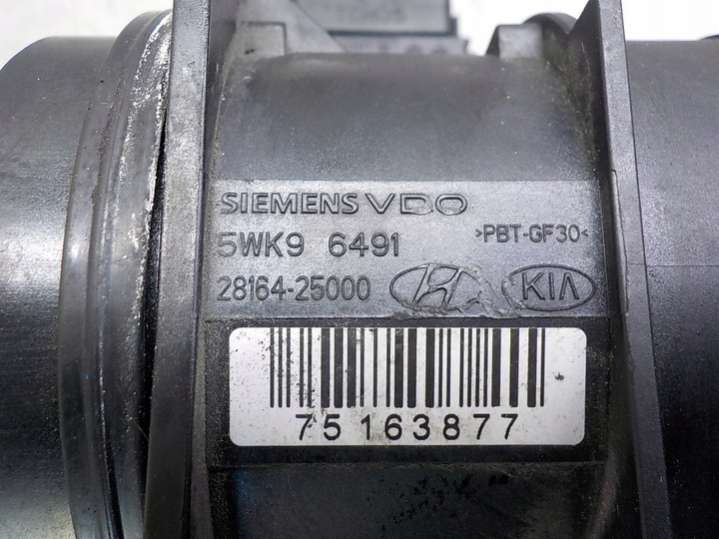 SIEMENS VDO
5WK9 6491 >PBT-GF30<
28164-25000 KIA
75163877